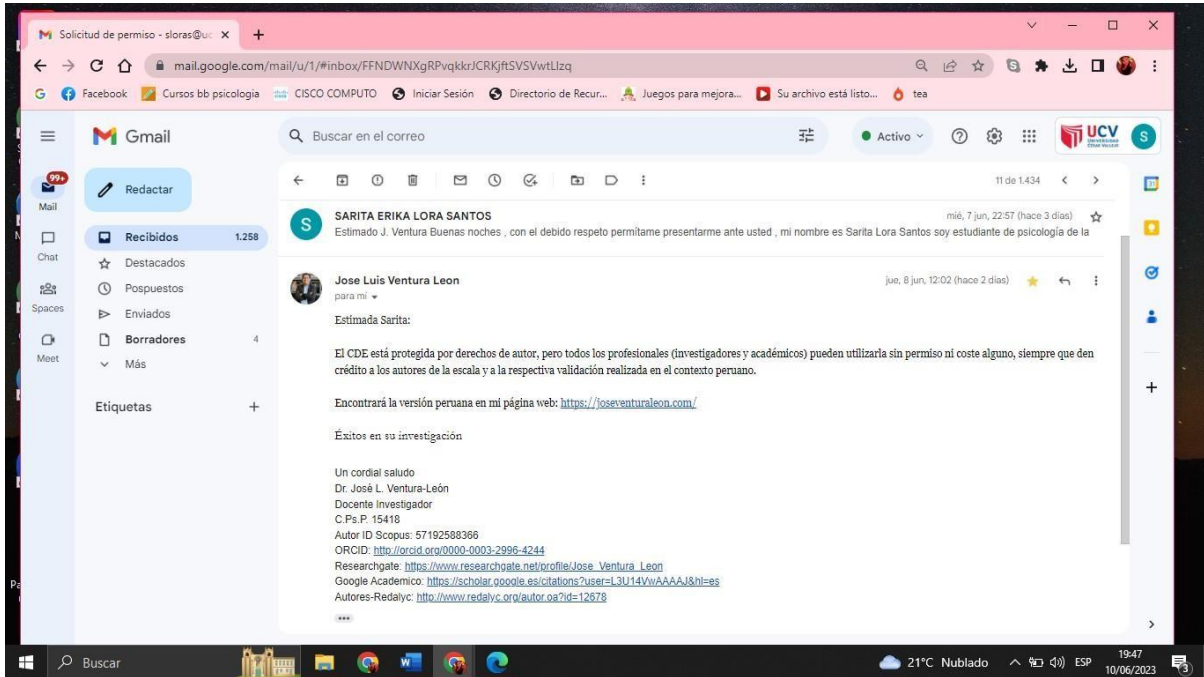 Solicitud de permiso - sloras@uc
mail.google.com/mail/u/1/#inbox/FFNDWNXgRPvqkkrJCRKjftSVSVwtLlzq
Facebook Cursos bb psicologia CISCO COMPUTO Iniciar Sesión Directorio de Recur... Juegos para mejora... Su archivo está listo... tea
Gmail
Buscar en el correo
Activo
UCV
UNIVERSIDAD
CÉSAR VALLEJO
S
99+
Mail
Chat
Spaces
Meet
Redactar
Recibidos 1.258
Destacados
Pospuestos
Enviados
Borradores 4
Más
Etiquetas
11 de 1.434
S
SARITA ERIKA LORA SANTOS mié, 7 jun, 22:57 (hace 3 días)
Estimado J. Ventura Buenas noches , con el debido respeto permítame presentarme ante usted , mi nombre es Sarita Lora Santos soy estudiante de psicología de la
Jose Luis Ventura Leon jue, 8 jun, 12:02 (hace 2 días)
para mí
Estimada Sarita:
El CDE está protegida por derechos de autor, pero todos los profesionales (investigadores y académicos) pueden utilizarla sin permiso ni coste alguno, siempre que den
crédito a los autores de la escala y a la respectiva validación realizada en el contexto peruano.
Encontrará la versión peruana en mi página web: https://joseventuraleon.com/
Éxitos en su investigación
Un cordial saludo
Dr. José L. Ventura-León
Docente Investigador
C.Ps.P. 15418
Autor ID Scopus: 57192588366
ORCID: http://orcid.org/0000-0003-2996-4244
Researchgate: https://www.researchgate.net/profile/Jose_Ventura_Leon
Google Academico: https://scholar.google.es/citations?user=L3U14VwAAAAJ&hl=es
Autores-Redalyc: http://www.redalyc.org/autor.oa?id=12678
Buscar
21°C Nublado
ESP
19:47
10/06/2023
3